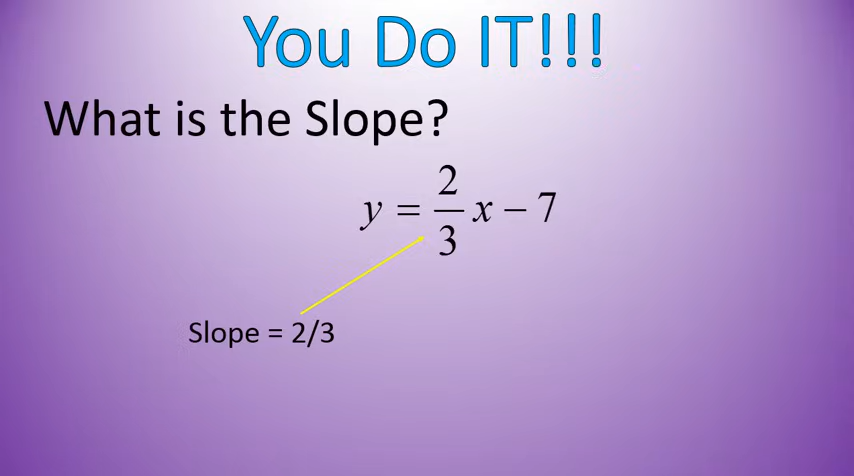 You Do IT!!!
What is the Slope?
y = 2/3 x − 7
Slope = 2/3